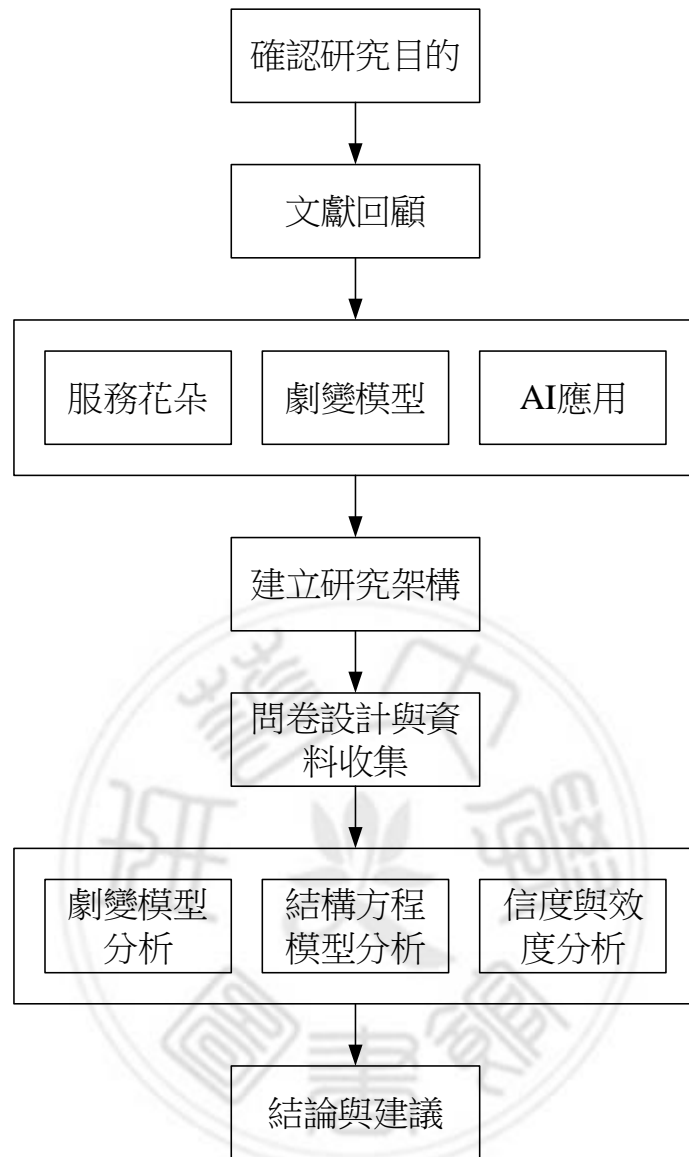 確認研究目的
文獻回顧
服務花朵 劇變模型 AI應用
建立研究架構
問卷設計與資
料收集
劇變模型
分析
結構方程
模型分析
信度與效
度分析
結論與建議